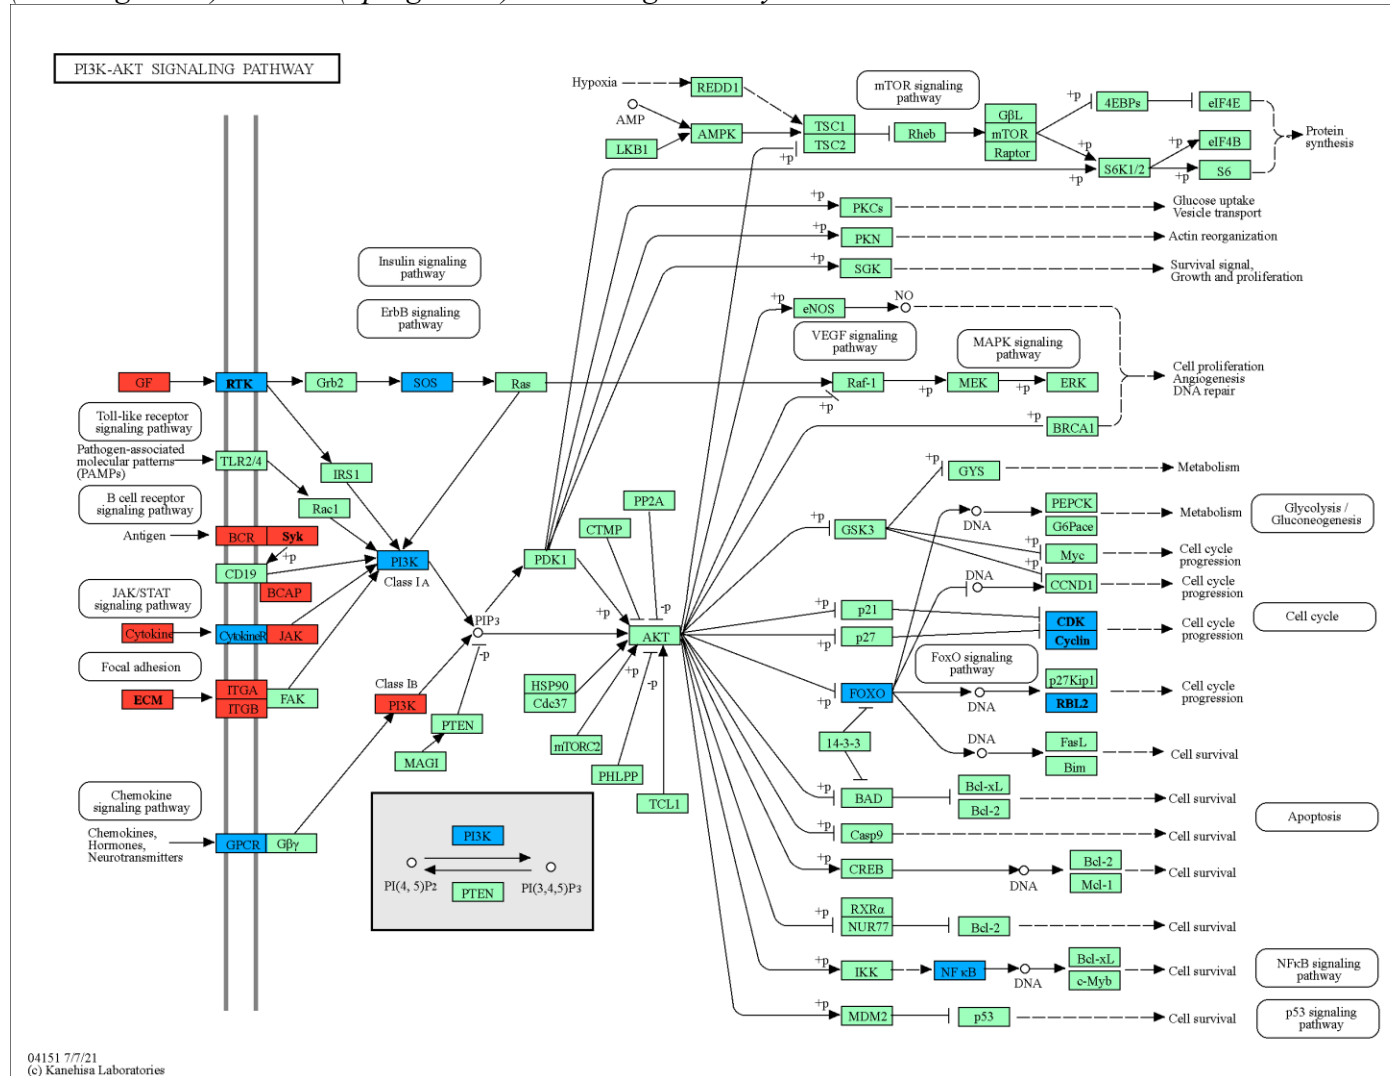 PI3K-AKT SIGNALING PATHWAY
Hypoxia
REDD1
mTOR signaling
pathway
AMP
AMPK
LKB1
TSC1
TSC2
+p
Rheb
GβL
mTOR
Raptor
+p
4EBPs
eIF4E
+p
+p
eIF4B
S6K1/2
+p
+p
S6
Protein
synthesis
+p
PKCs
Glucose uptake
Vesicle transport
+p
PKN
Actin reorganization
+p
SGK
Survival signal,
Growth and proliferation
Insulin signaling
pathway
ErbB signaling
pathway
+p
eNOS
NO
VEGF signaling
pathway
MAPK signaling
pathway
GF
RTK
Grb2
SOS
Ras
Raf-1
+p
MEK
+p
ERK
+p
Cell proliferation
Angiogenesis
DNA repair
+p
BRCA1
Toll-like receptor
signaling pathway
Pathogen-associated
molecular patterns
(PAMPs)
TLR2/4
IRS1
Rac1
B cell receptor
signaling pathway
Antigen
BCR
Syk
+p
CD19
BCAP
PI3K
Class IA
JAK/STAT
signaling pathway
Cytokine
CytokineR
JAK
Focal adhesion
ECM
ITGA
ITGB
FAK
Class IB
PI3K
PIP3
-p
PTEN
MAGI
Chemokine
signaling pathway
Chemokines,
Hormones,
Neurotransmitters
GPCR
Gβγ
PI3K
PI(4, 5)P2
PI(3,4,5)P3
PTEN
PDK1
CTMP
PP2A
+p
-p
AKT
+p
-p
HSP90
Cdc37
mTORC2
PHLPP
TCL1
+p
GYS
Metabolism
+p
GSK3
DNA
PEPCK
G6Pace
Metabolism
Glycolysis /
Gluconeogenesis
+p
Myc
Cell cycle
progression
+p
DNA
CCND1
Cell cycle
progression
+p
p21
+p
p27
CDK
Cyclin
Cell cycle
progression
Cell cycle
FoxO signaling
pathway
+p
FOXO
DNA
p27Kip1
RBL2
Cell cycle
progression
14-3-3
DNA
FasL
Bim
Cell survival
+p
BAD
Bcl-xL
Bcl-2
Cell survival
Apoptosis
+p
Casp9
Cell survival
+p
CREB
DNA
Bcl-2
Mcl-1
Cell survival
+p
RXRα
NUR77
Bcl-2
Cell survival
+p
IKK
NFκB
DNA
Bcl-xL
c-Myb
Cell survival
NFκB signaling
pathway
+p
MDM2
p53
Cell survival
p53 signaling
pathway
04151 7/7/21
(c) Kanehisa Laboratories